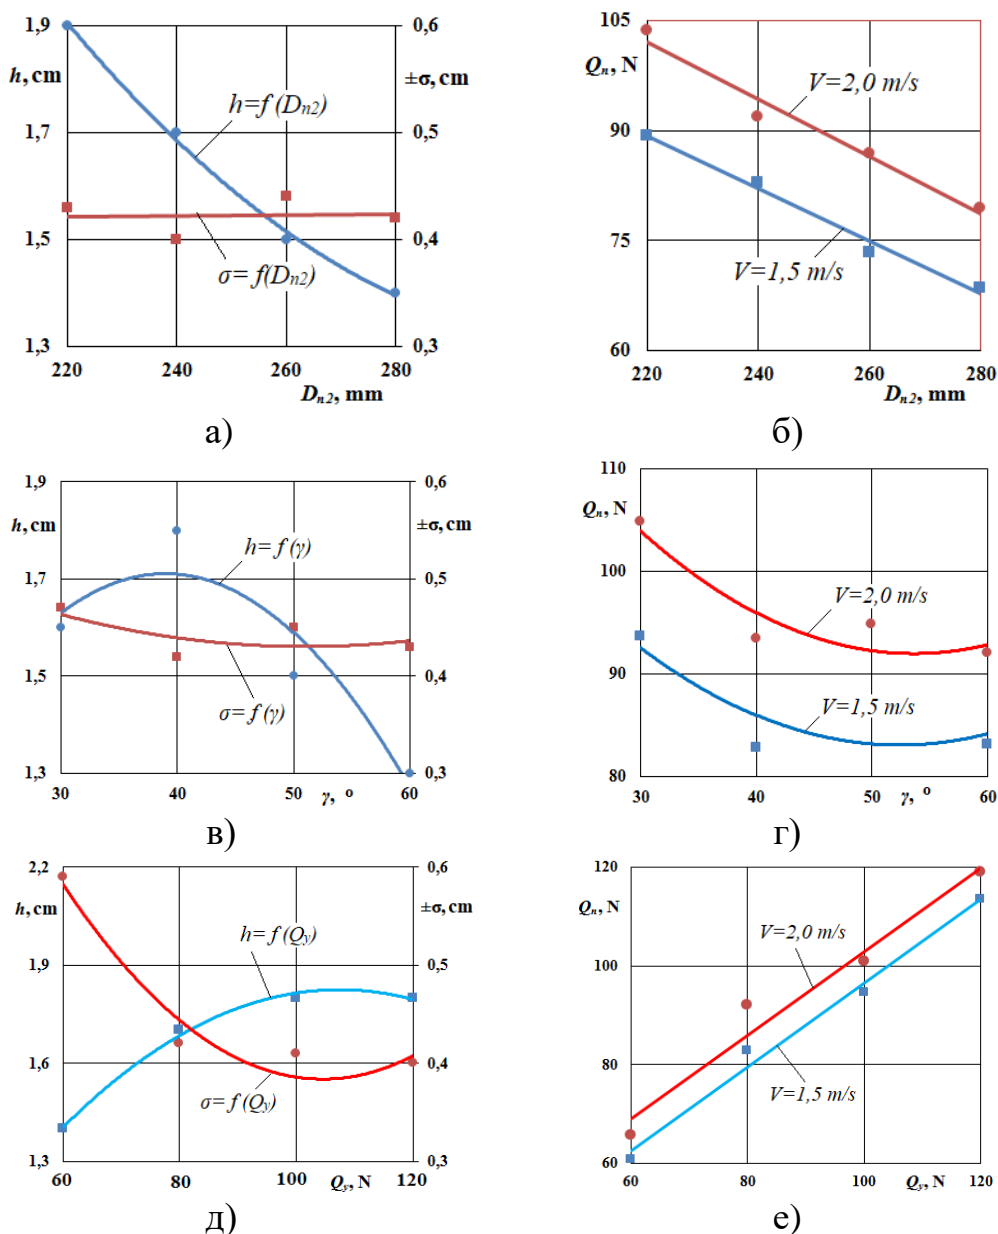 1,9
h, cm
1,7
1,5
1,3
0,6
±σ, cm
0,5
0,4
0,3
h=f(Dn2)
σ=f(Dn2)
220 240 260 280
Dn2, mm
а)
105
Qn, N
90
75
60
V=2,0 m/s
V=1,5 m/s
220 240 260 280
Dn2, mm
б)
1,9
h, cm
1,7
1,5
1,3
0,6
±σ, cm
0,5
0,4
0,3
h=f(γ)
σ=f(γ)
30 40 50 γ, ° 60
в)
110
Qn, N
100
90
80
V=2,0 m/s
V=1,5 m/s
30 40 50 γ, ° 60
г)
2,2
h, cm
1,9
1,6
1,3
0,6
±σ, cm
0,5
0,4
0,3
h=f(Qy)
σ=f(Qy)
60 80 100 Qy, N 120
д)
120
Qn, N
100
80
60
V=2,0 m/s
V=1,5 m/s
60 80 100 Qy, N 120
е)